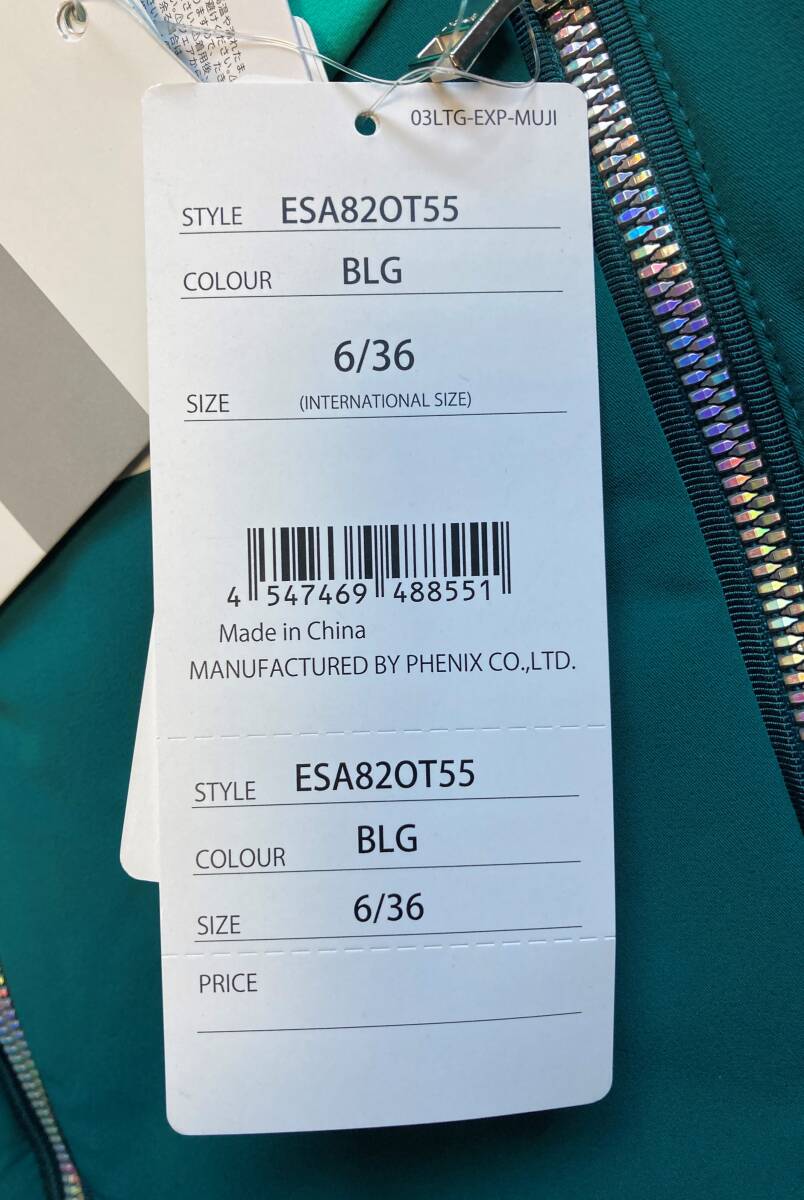 03LTG-EXP-MUJI
STYLE ESA82OT55
COLOUR BLG
6/36
SIZE (INTERNATIONAL SIZE)
4 547469 488551
Made in China
MANUFACTURED BY PHENIX CO.,LTD.
STYLE ESA82OT55
COLOUR BLG
SIZE 6/36
PRICE